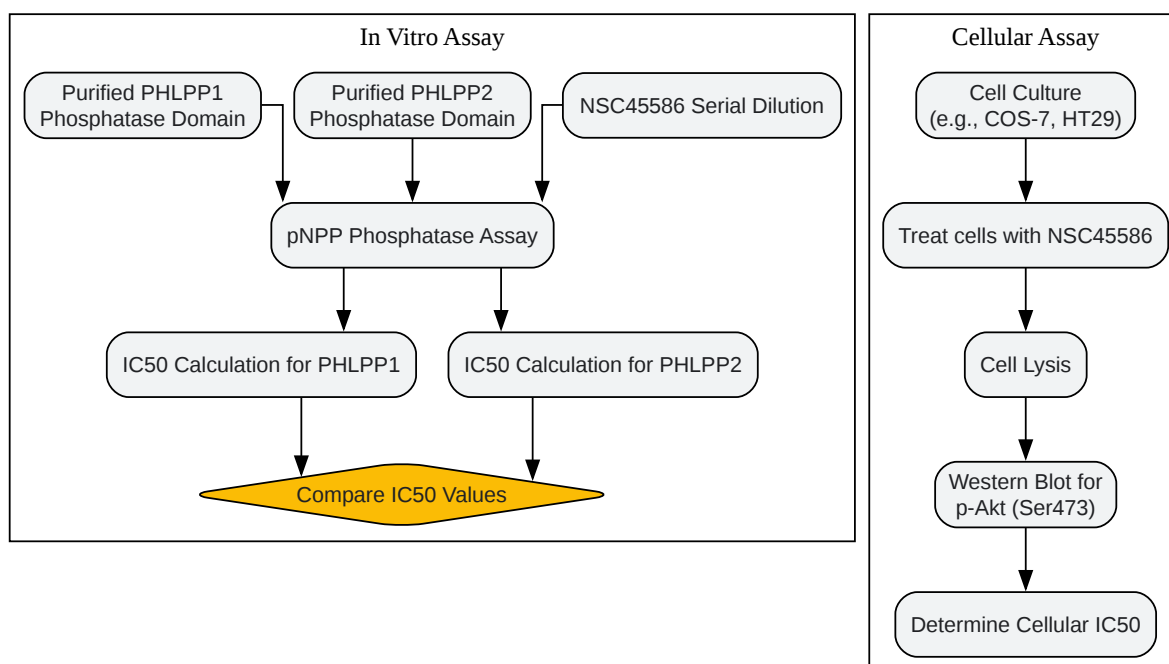 In Vitro Assay
Purified PHLPP1
Phosphatase Domain
Purified PHLPP2
Phosphatase Domain
NSC45586 Serial Dilution
pNPP Phosphatase Assay
IC50 Calculation for PHLPP1
IC50 Calculation for PHLPP2
Compare IC50 Values
Cellular Assay
Cell Culture
(e.g., COS-7, HT29)
Treat cells with NSC45586
Cell Lysis
Western Blot for
p-Akt (Ser473)
Determine Cellular IC50